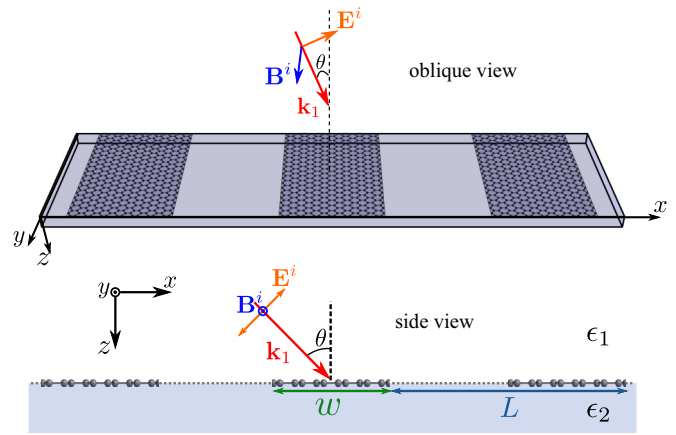 E^i
θ
B^i
oblique view
k_1
x
y
z
y x
E^i
B^i
side view
θ
ϵ_1
z
k_1
w
L
ϵ_2